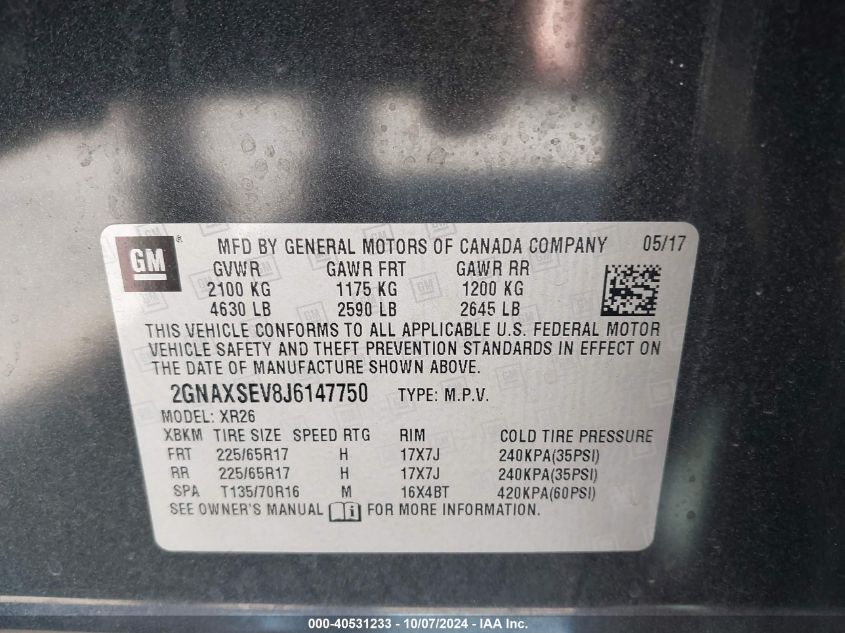 GM ® MFD BY GENERAL MOTORS OF CANADA COMPANY 05/17
GVWR GAWR FRT GAWR RR
2100 KG 1175 KG 1200 KG
4630 LB 2590 LB 2645 LB
THIS VEHICLE CONFORMS TO ALL APPLICABLE U.S. FEDERAL MOTOR
VEHICLE SAFETY AND THEFT PREVENTION STANDARDS IN EFFECT ON
THE DATE OF MANUFACTURE SHOWN ABOVE.
2GNAXSEV8J6147750 TYPE: M.P.V.
MODEL: XR26
XBKM TIRE SIZE SPEED RTG RIM COLD TIRE PRESSURE
FRT 225/65R17 H 17X7J 240KPA(35PSI)
RR 225/65R17 H 17X7J 240KPA(35PSI)
SPA T135/70R16 M 16X4BT 420KPA(60PSI)
SEE OWNER'S MANUAL i FOR MORE INFORMATION.
000-40531233 - 10/07/2024 - IAA Inc.